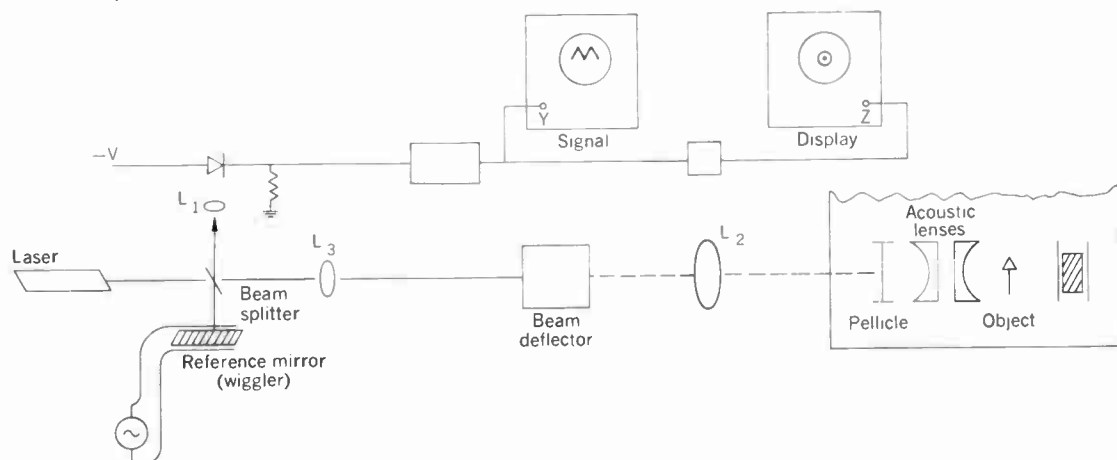 Y
Signal
Z
Display
–V
L1
Laser
Beam
splitter
L3
Reference mirror
(wiggler)
Beam
deflector
L2
Acoustic
lenses
Pellicle
Object